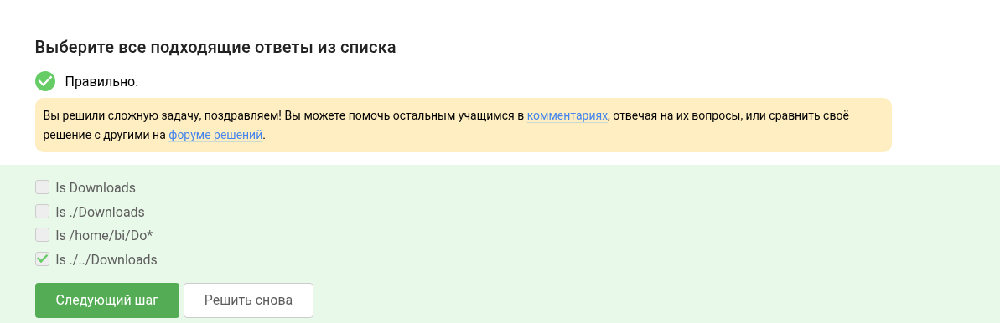 Выберите все подходящие ответы из списка
Правильно.
Вы решили сложную задачу, поздравляем! Вы можете помочь остальным учащимся в комментариях, отвечая на их вопросы, или сравнить своё
решение с другими на форуме решений.
ls Downloads
ls ./Downloads
ls /home/bi/Do*
ls ./../Downloads
Следующий шаг
Решить снова